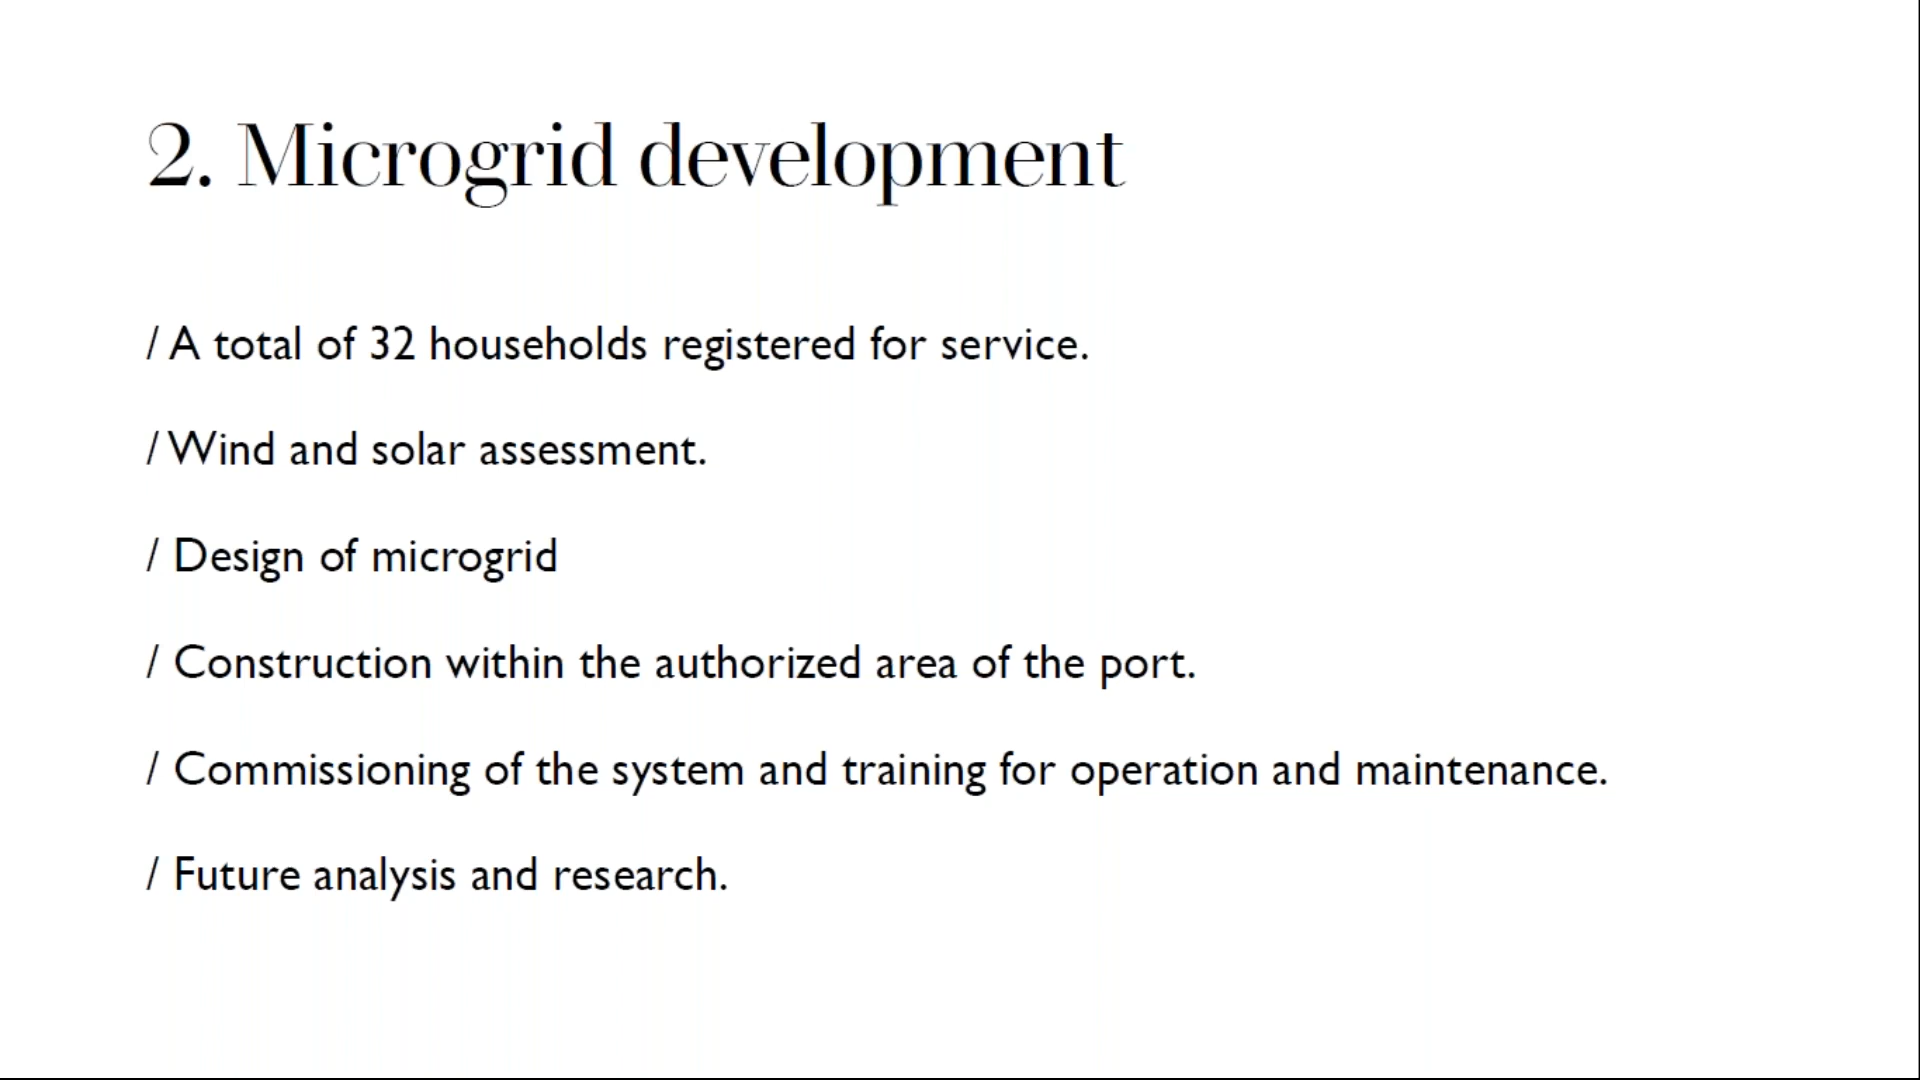 2. Microgrid development
/ A total of 32 households registered for service.
/ Wind and solar assessment.
/ Design of microgrid
/ Construction within the authorized area of the port.
/ Commissioning of the system and training for operation and maintenance.
/ Future analysis and research.